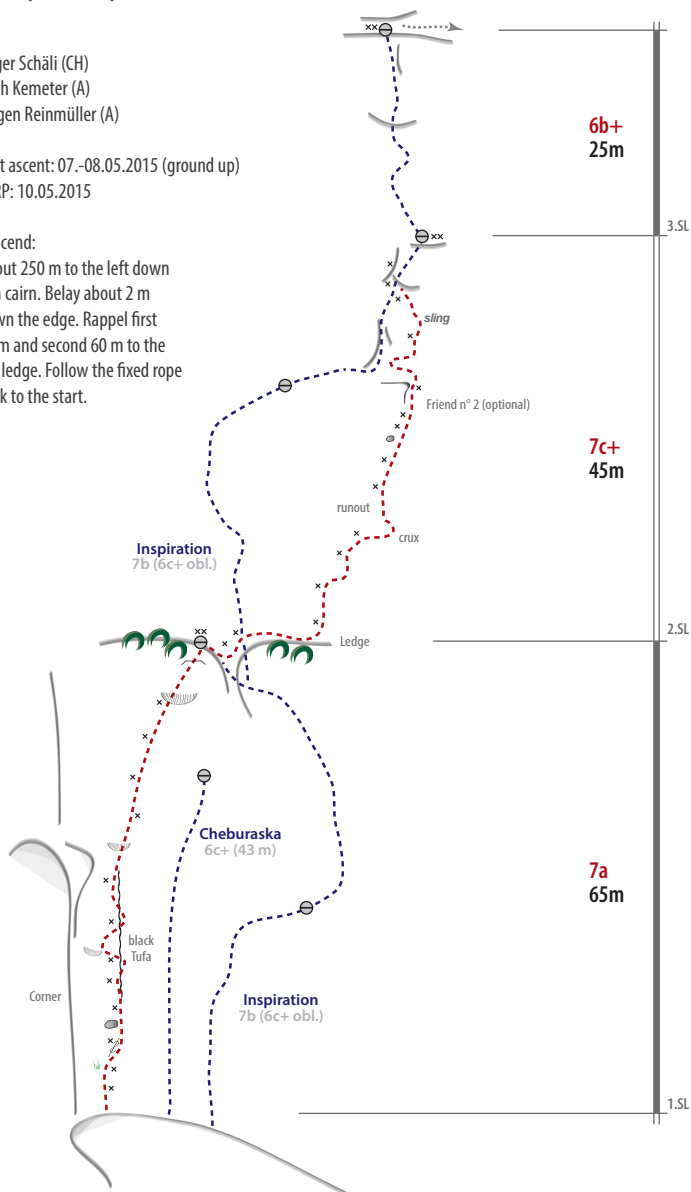 ger Schäli (CH)
h Kemeter (A)
gen Reinmüller (A)
t ascent: 07.-08.05.2015 (ground up)
RP: 10.05.2015
scend:
out 250 m to the left down
cairn. Belay about 2 m
wn the edge. Rappel first
m and second 60 m to the
ledge. Follow the fixed rope
k to the start.
6b+
25m
3.SL
sling
Friend n° 2 (optional)
7c+
45m
runout
crux
Inspiration
7b (6c+ obl.)
Ledge
2.SL
Cheburaska
6c+ (43 m)
7a
65m
black
Tufa
Corner
Inspiration
7b (6c+ obl.)
1.SL